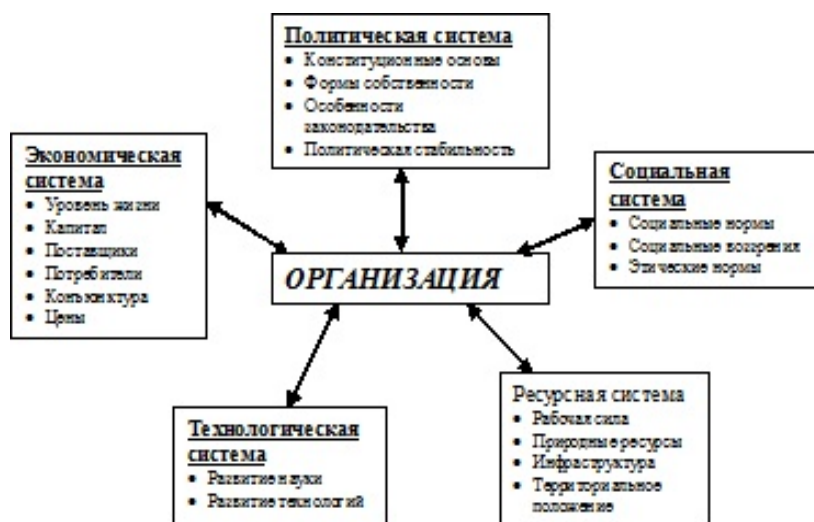 Политическая система
• Конституционные основы
• Формы собственности
• Особенности
законодательства
• Политическая стабильность
Экономическая
система
• Уровень жизни
• Капитал
• Поставщики
• Потребители
• Конъюнктура
• Цены
Социальная
система
• Социальные нормы
• Социальные воззрения
• Этические нормы
ОРГАНИЗАЦИЯ
Технологическая
система
• Развитие науки
• Развитие технологий
Ресурсная система
• Рабочая сила
• Природные ресурсы
• Инфраструктура
• Территориальное
положение